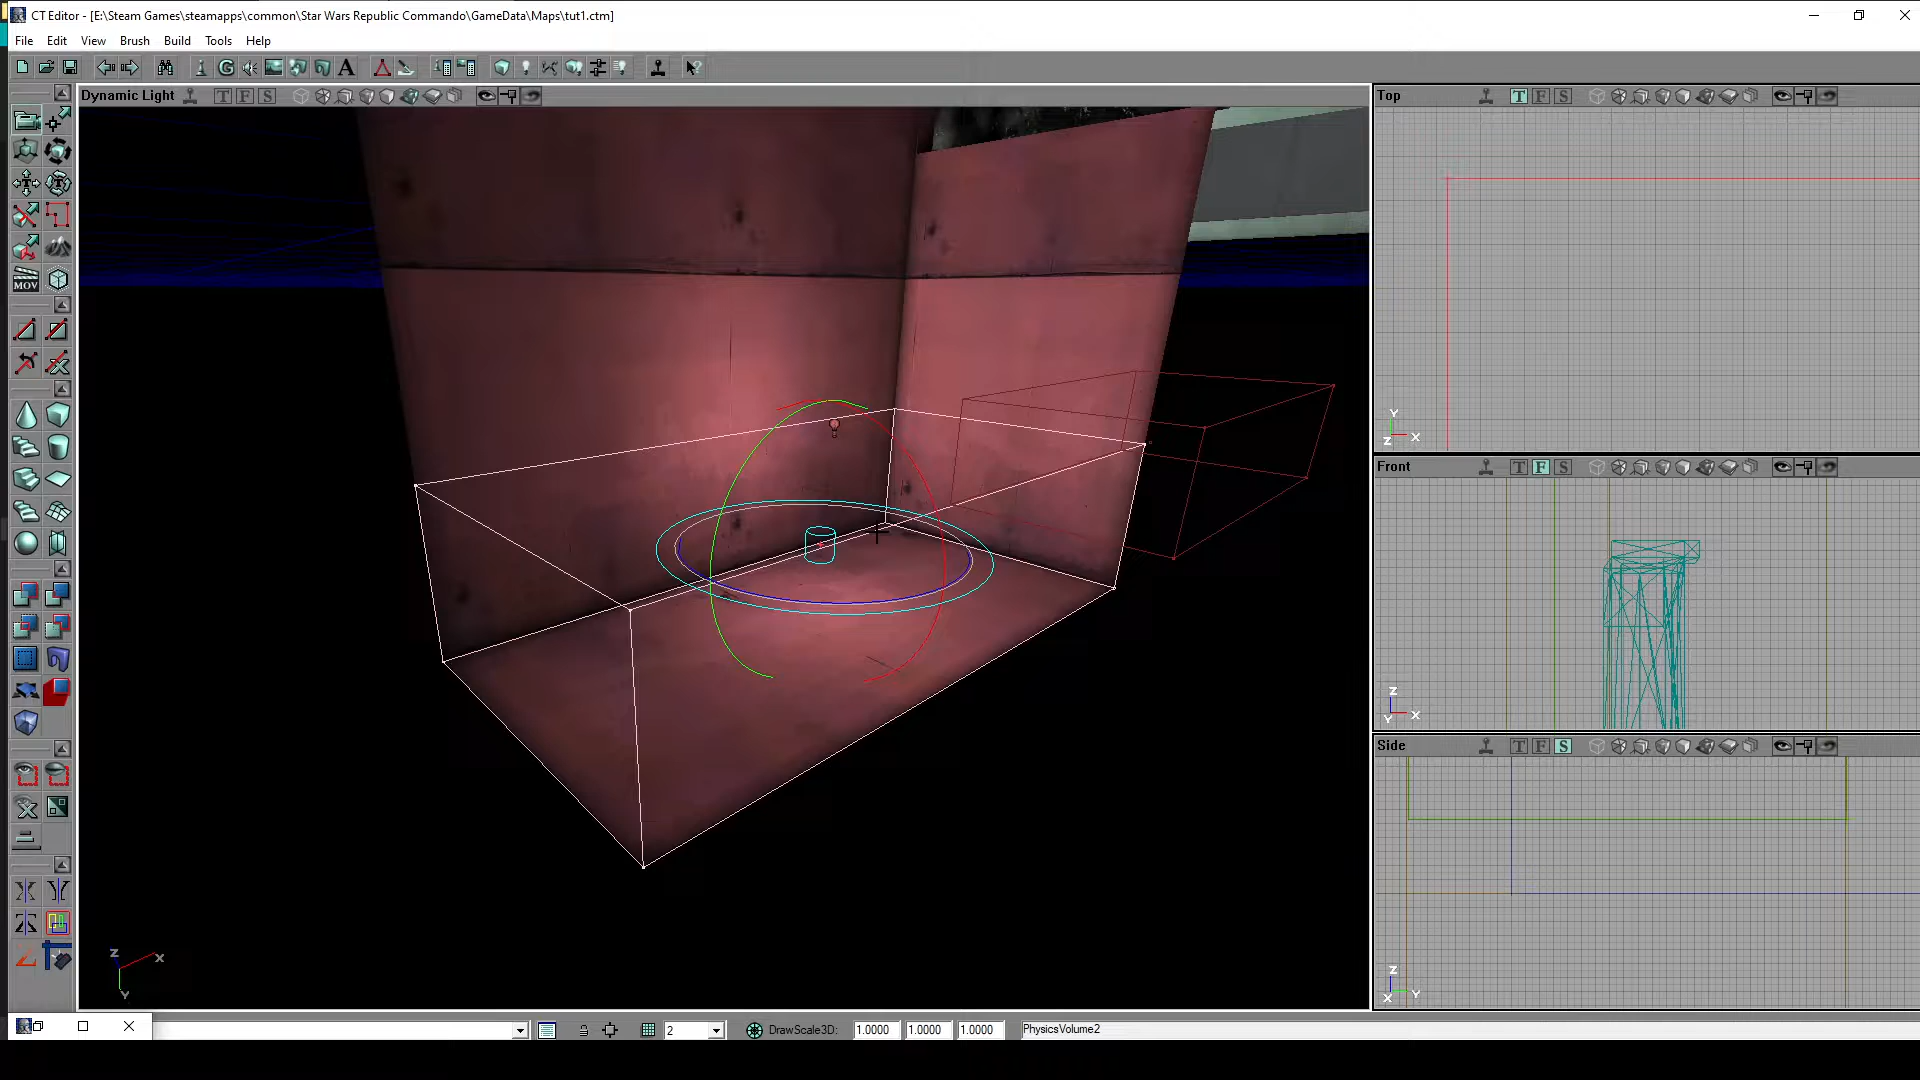 CT Editor - [E:\Steam Games\steamapps\common\Star Wars Republic Commando\GameData\Maps\tut1.ctm]
File Edit View Brush Build Tools Help
G A ?
Dynamic Light T F S
Top T F S
MOV
Y
Z X
Front T F S
Z
Y X
Side T F S
Z
X Y
Z X
Y
2 DrawScale3D: 1.0000 1.0000 1.0000 PhysicsVolume2